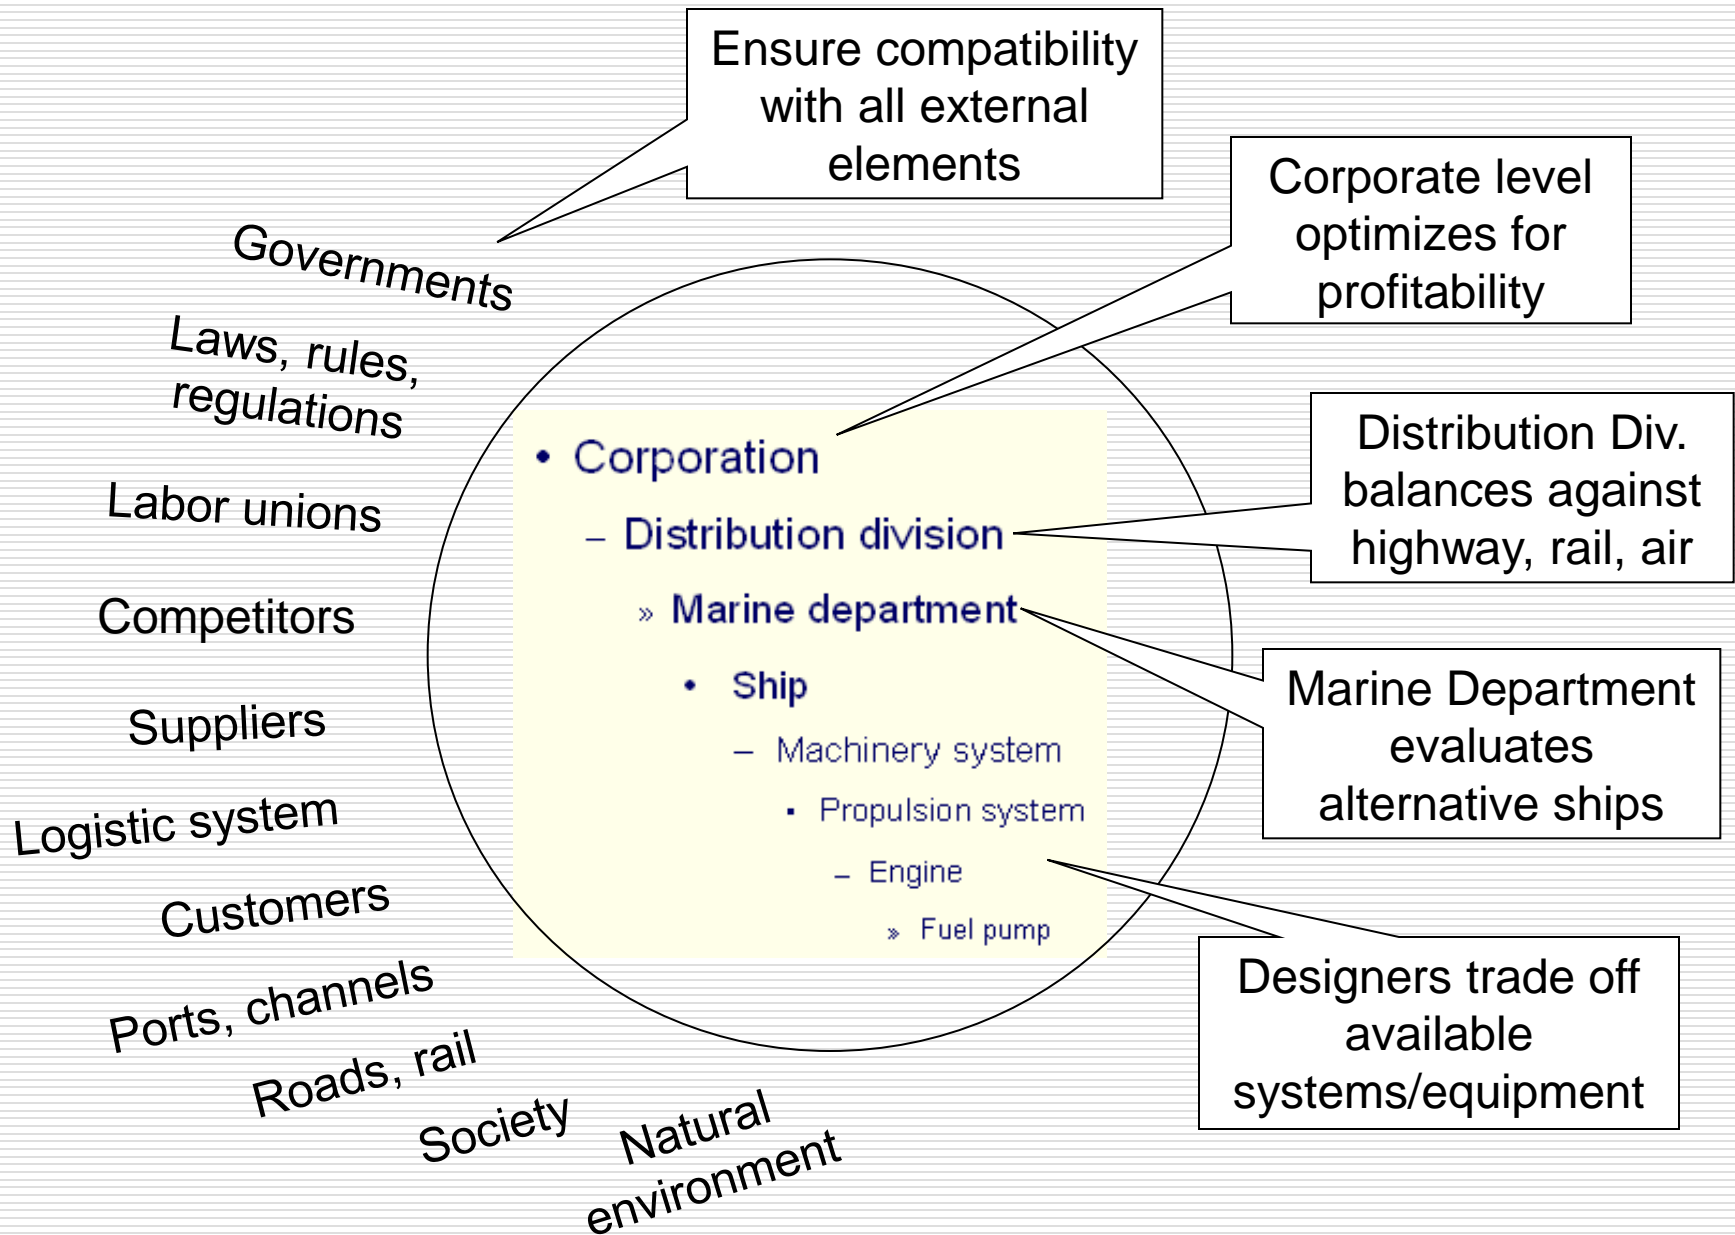 Ensure compatibility
with all external
elements
Corporate level
optimizes for
profitability
Governments
Laws, rules,
regulations
Labor unions
Competitors
Suppliers
Logistic system
Customers
Ports, channels
Roads, rail
Society
Natural
environment
• Corporation
– Distribution division
» Marine department
• Ship
– Machinery system
▪ Propulsion system
– Engine
» Fuel pump
Distribution Div.
balances against
highway, rail, air
Marine Department
evaluates
alternative ships
Designers trade off
available
systems/equipment